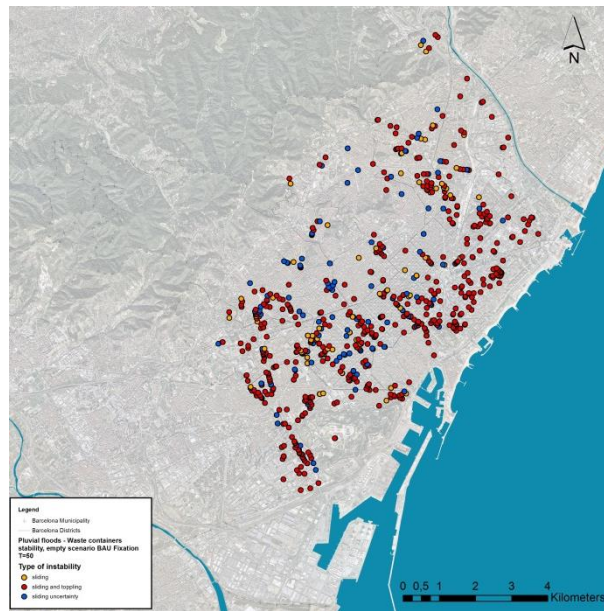 N
Legend
Barcelona Municipality
Barcelona Districts
Pluvial floods - Waste containers
stability, empty scenario BAU Fixation
T=50
Type of instability
sliding
sliding and toppling
sliding uncertainty
0 0,5 1 2 3 4
Kilometers